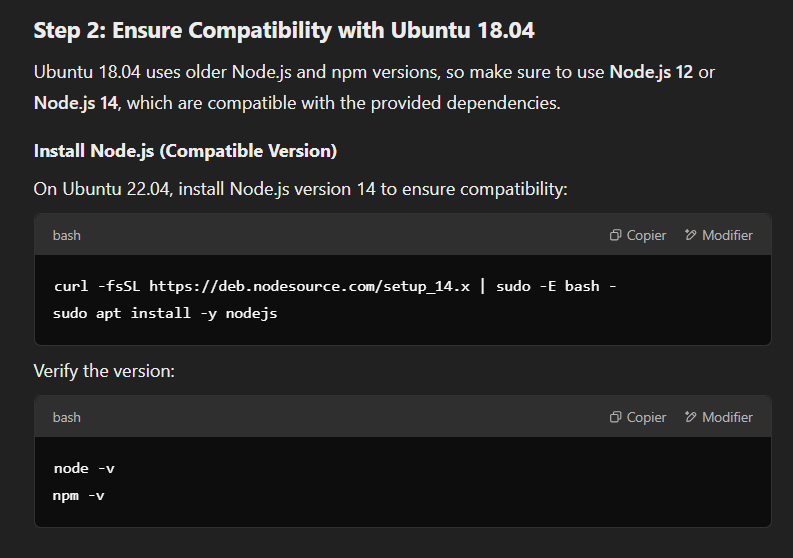 Step 2: Ensure Compatibility with Ubuntu 18.04
Ubuntu 18.04 uses older Node.js and npm versions, so make sure to use Node.js 12 or
Node.js 14, which are compatible with the provided dependencies.
Install Node.js (Compatible Version)
On Ubuntu 22.04, install Node.js version 14 to ensure compatibility:
bash Copier Modifier
curl -fsSL https://deb.nodesource.com/setup_14.x | sudo -E bash -
sudo apt install -y nodejs
Verify the version:
bash Copier Modifier
node -v
npm -v